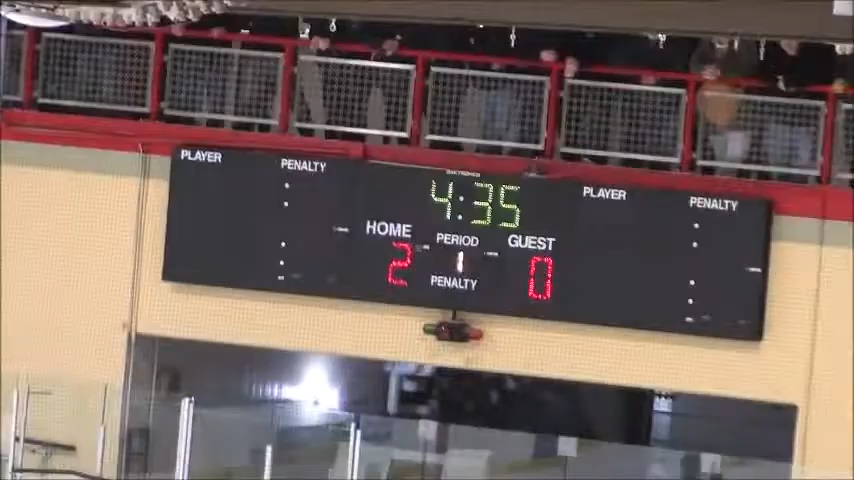 PLAYER PENALTY 4:35 PLAYER PENALTY
HOME PERIOD GUEST
2 1 0
PENALTY